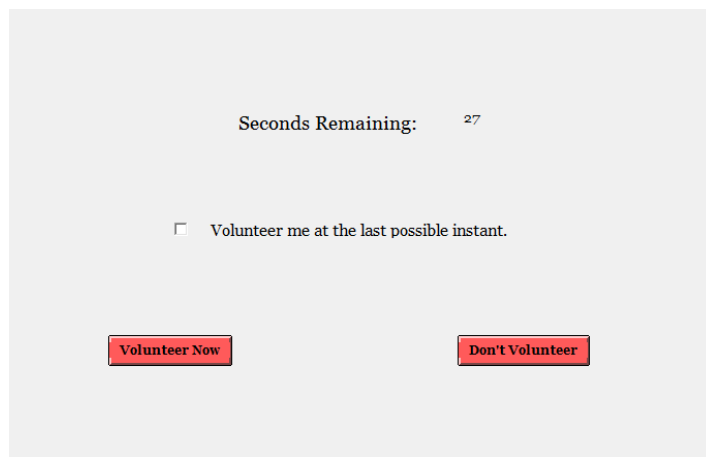 Seconds Remaining: 27
Volunteer me at the last possible instant.
Volunteer Now Don't Volunteer